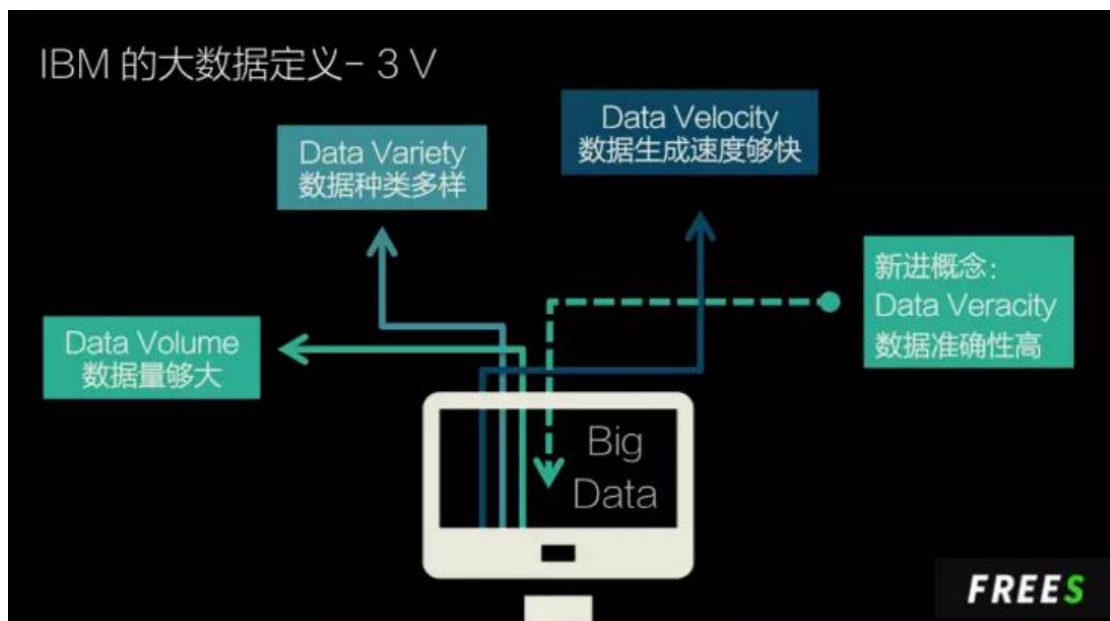 IBM 的大数据定义- 3 V
Data Velocity
数据生成速度够快
Data Variety
数据种类多样
新进概念:
Data Veracity
数据准确性高
Data Volume
数据量够大
Big
Data
FREES